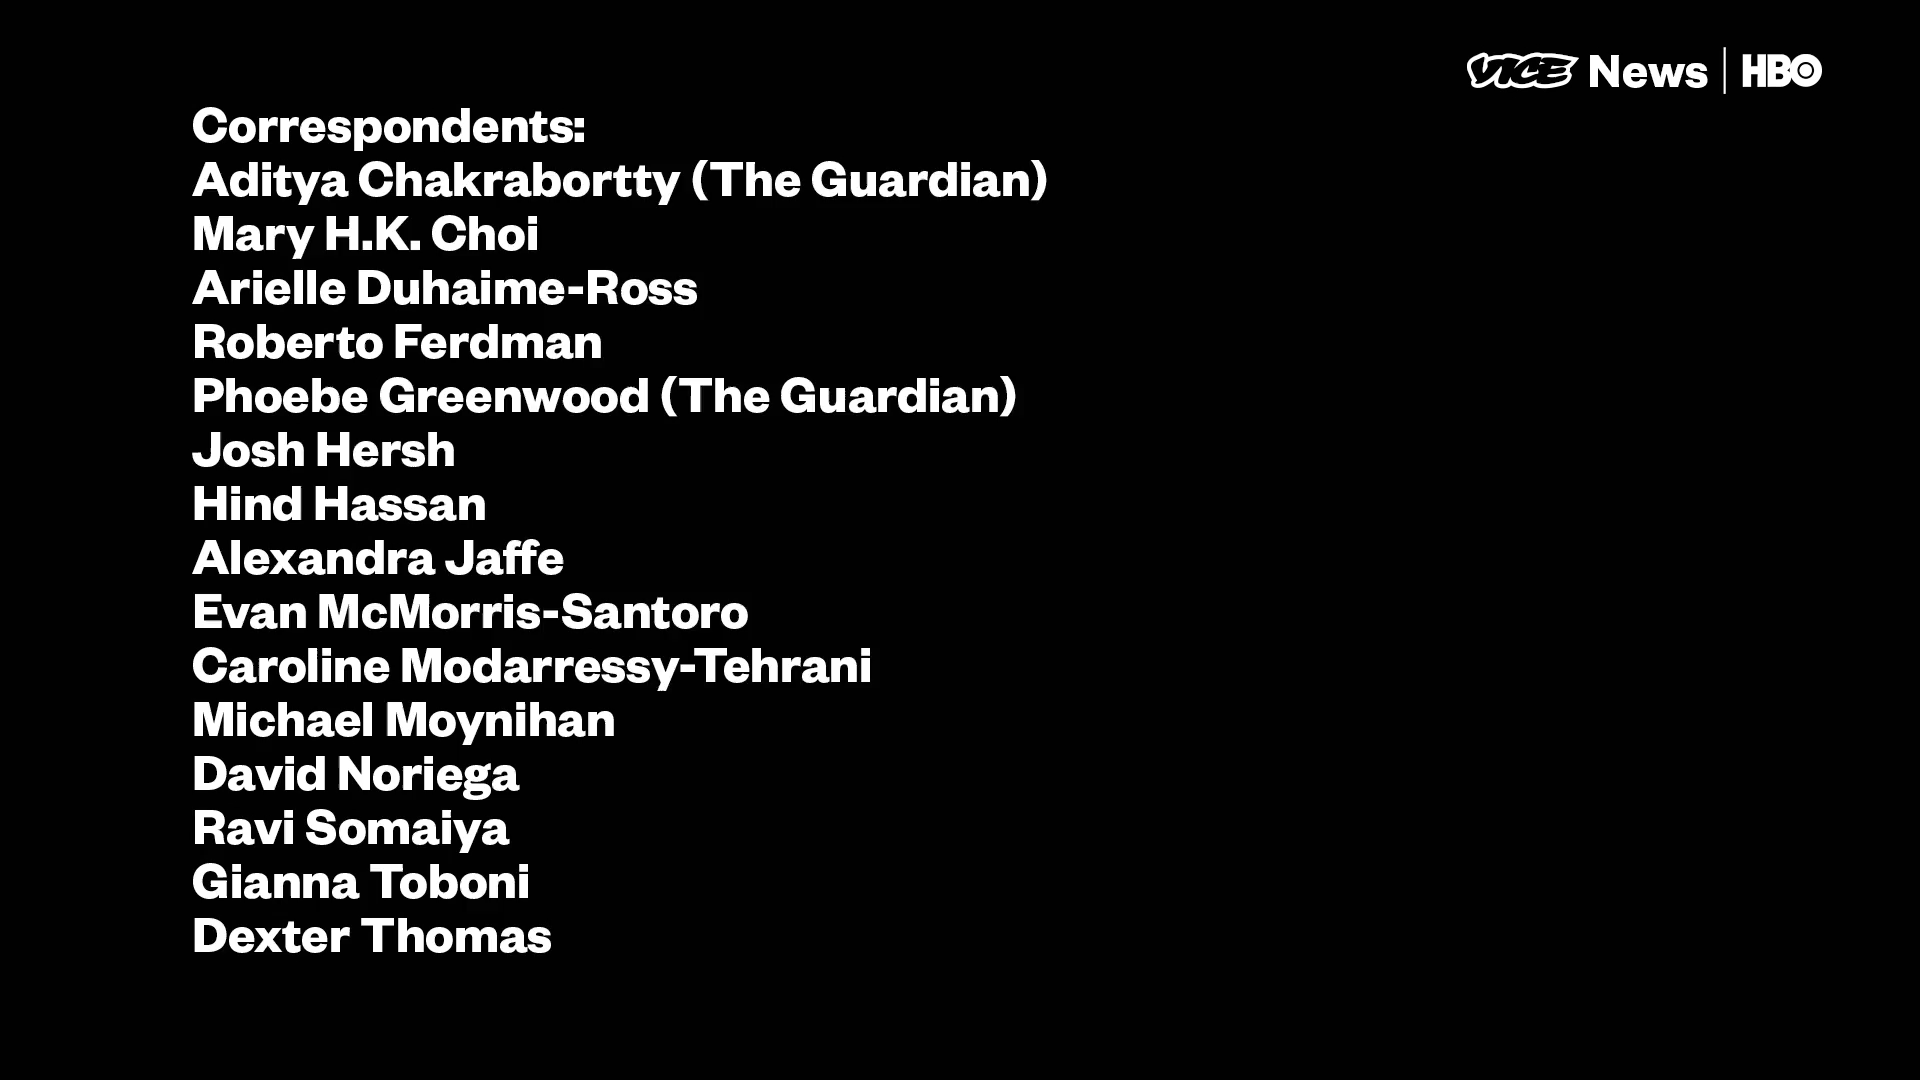 VICE News | HBO
Correspondents:
Aditya Chakrabortty (The Guardian)
Mary H.K. Choi
Arielle Duhaime-Ross
Roberto Ferdman
Phoebe Greenwood (The Guardian)
Josh Hersh
Hind Hassan
Alexandra Jaffe
Evan McMorris-Santoro
Caroline Modarressy-Tehrani
Michael Moynihan
David Noriega
Ravi Somaiya
Gianna Toboni
Dexter Thomas